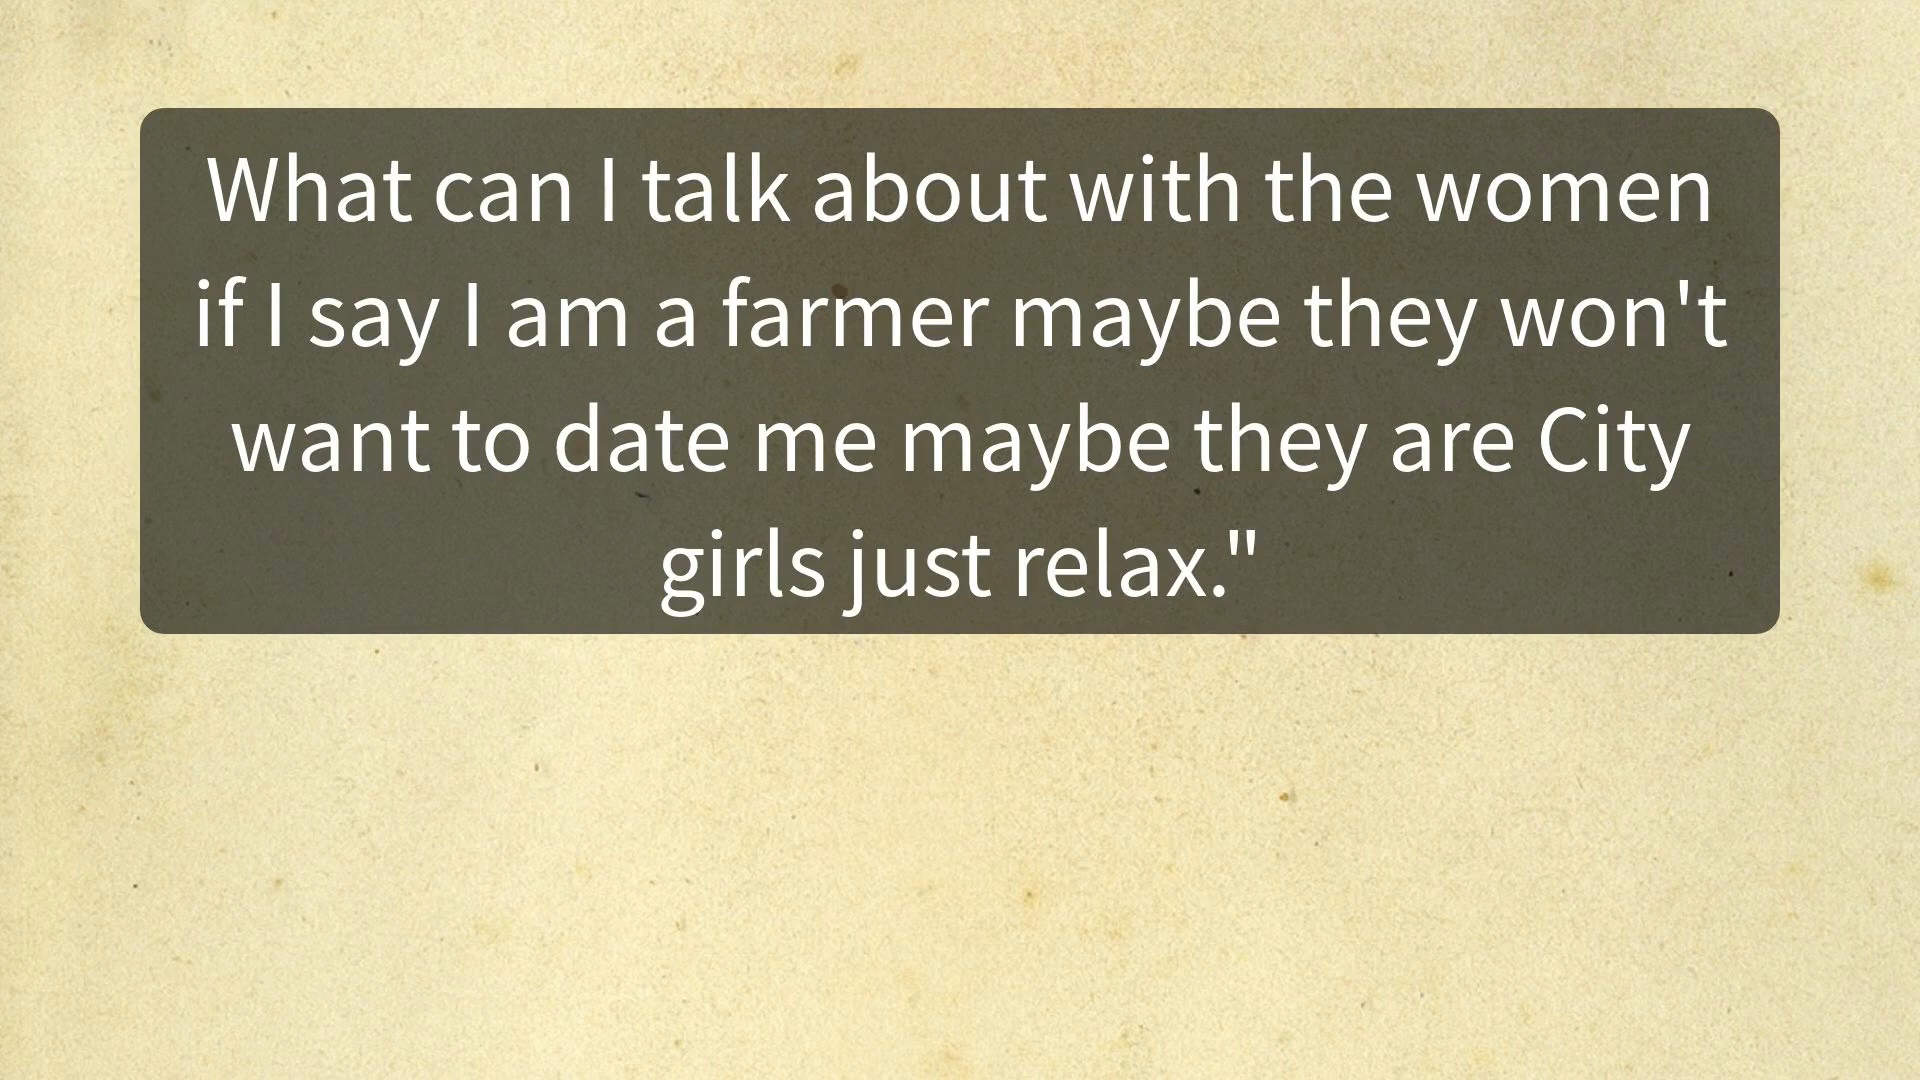 What can I talk about with the women
if I say I am a farmer maybe they won't
want to date me maybe they are City
girls just relax."